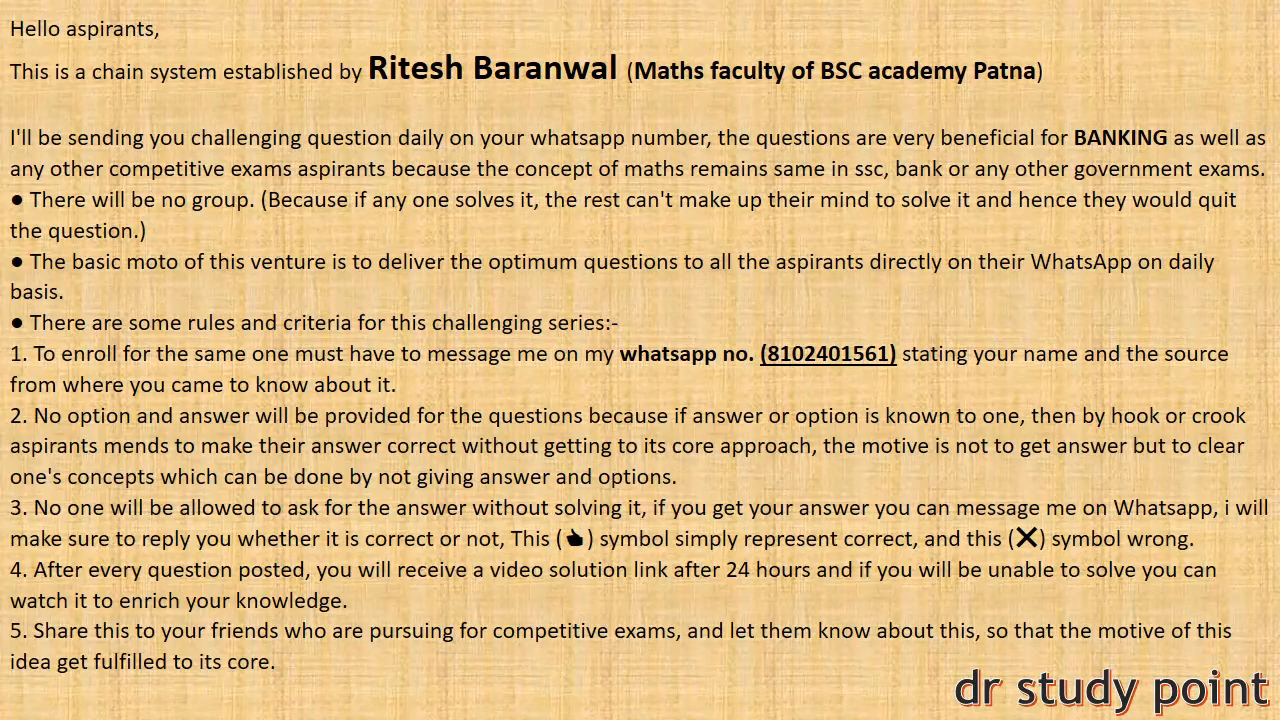 Hello aspirants,
This is a chain system established by Ritesh Baranwal (Maths faculty of BSC academy Patna)
I'll be sending you challenging question daily on your whatsapp number, the questions are very beneficial for BANKING as well as
any other competitive exams aspirants because the concept of maths remains same in ssc, bank or any other government exams.
● There will be no group. (Because if any one solves it, the rest can't make up their mind to solve it and hence they would quit
the question.)
● The basic moto of this venture is to deliver the optimum questions to all the aspirants directly on their WhatsApp on daily
basis.
● There are some rules and criteria for this challenging series:-
1. To enroll for the same one must have to message me on my whatsapp no. (8102401561) stating your name and the source
from where you came to know about it.
2. No option and answer will be provided for the questions because if answer or option is known to one, then by hook or crook
aspirants mends to make their answer correct without getting to its core approach, the motive is not to get answer but to clear
one's concepts which can be done by not giving answer and options.
3. No one will be allowed to ask for the answer without solving it, if you get your answer you can message me on Whatsapp, i will
make sure to reply you whether it is correct or not, This (👍) symbol simply represent correct, and this (❌) symbol wrong.
4. After every question posted, you will receive a video solution link after 24 hours and if you will be unable to solve you can
watch it to enrich your knowledge.
5. Share this to your friends who are pursuing for competitive exams, and let them know about this, so that the motive of this
idea get fulfilled to its core.
dr study point